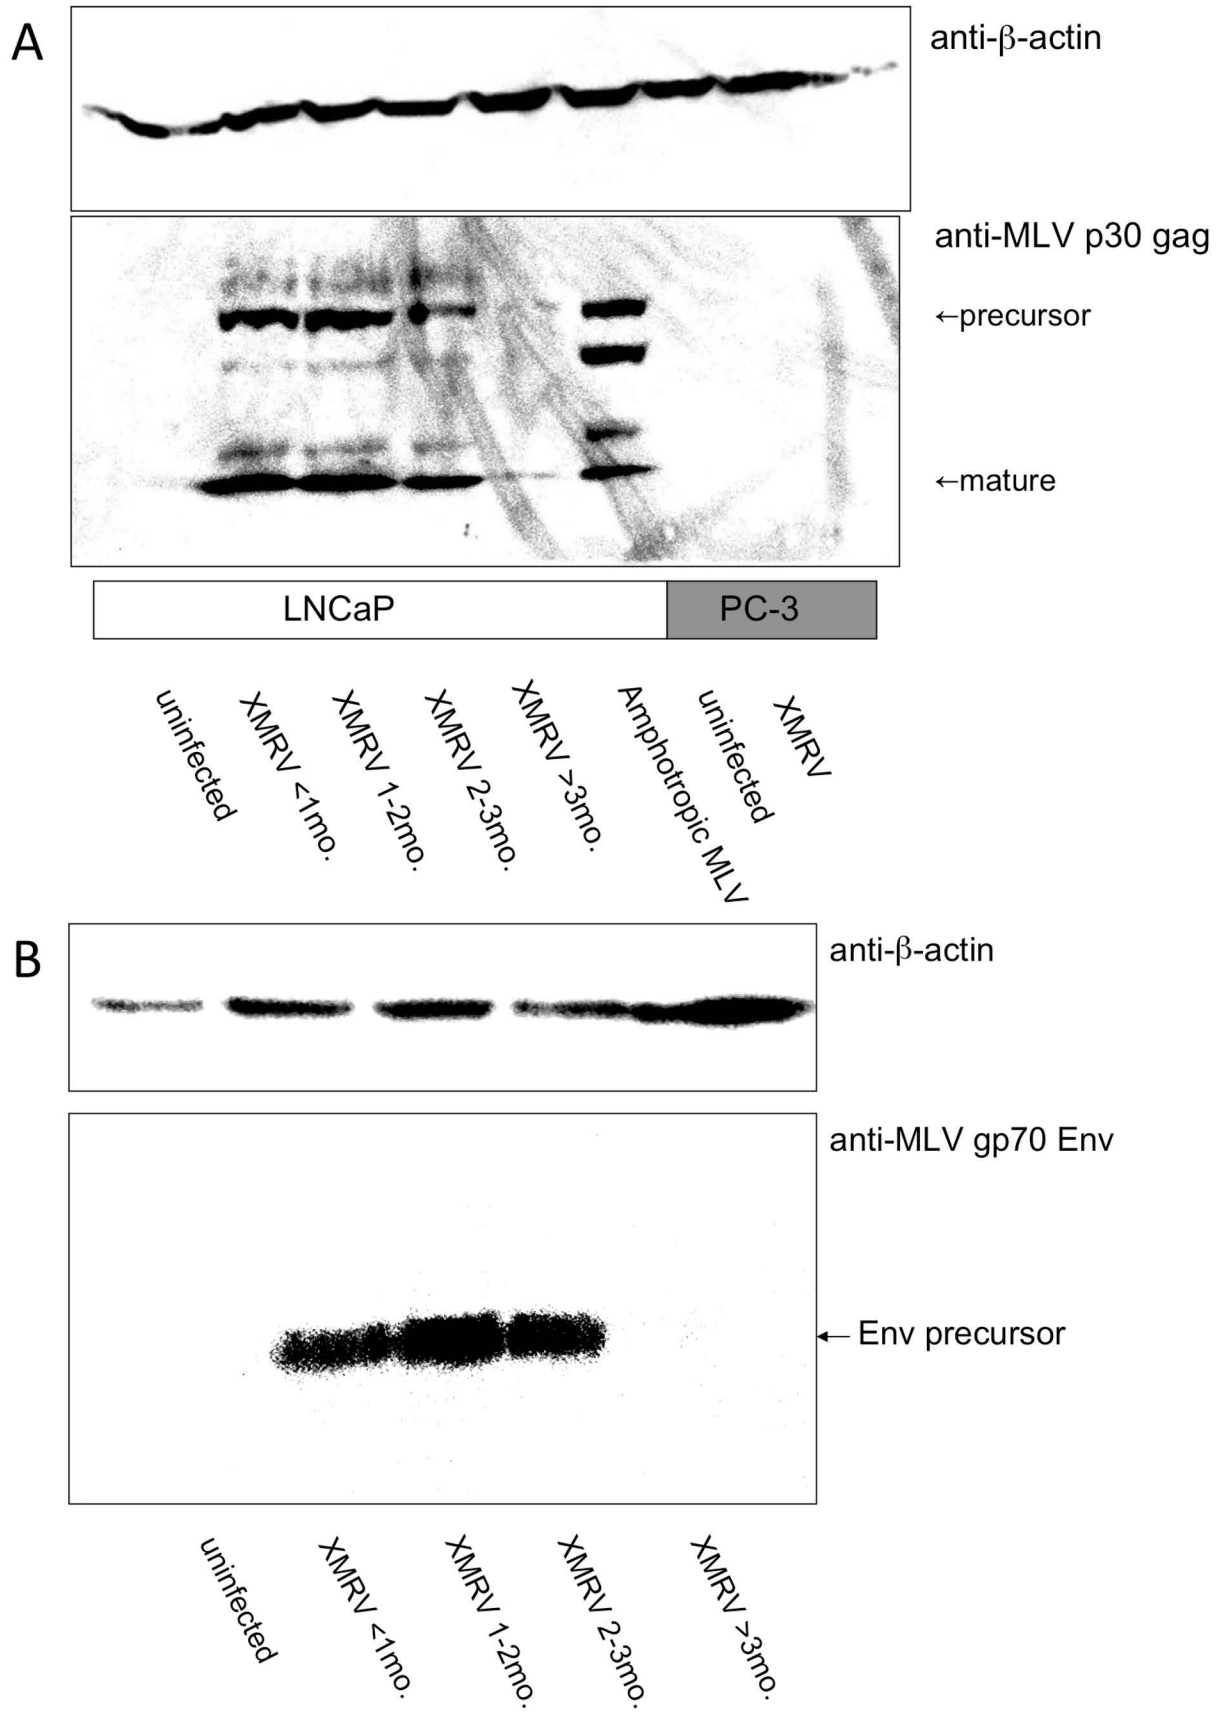 A
anti-β-actin
anti-MLV p30 gag
←precursor
←mature
LNCaP
PC-3
uninfected
XMRV <1mo.
XMRV 1-2mo.
XMRV 2-3mo.
XMRV >3mo.
Amphotropic MLV
uninfected
XMRV
B
anti-β-actin
anti-MLV gp70 Env
← Env precursor
uninfected
XMRV <1mo.
XMRV 1-2mo.
XMRV 2-3mo.
XMRV >3mo.